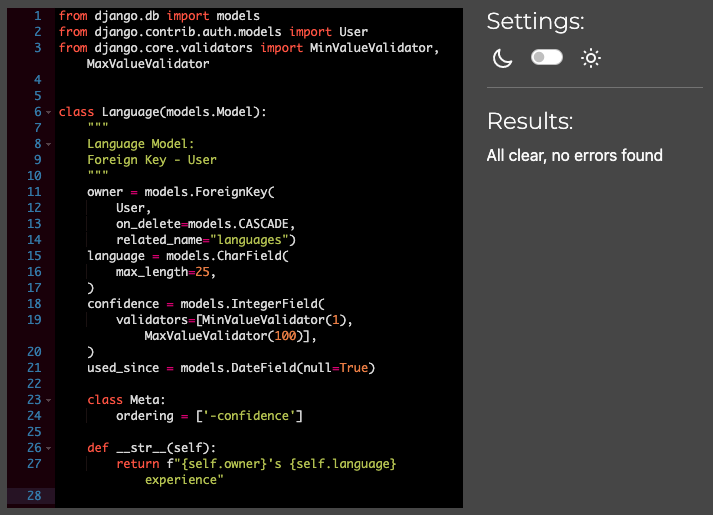 1 from django.db import models
2 from django.contrib.auth.models import User
3 from django.core.validators import MinValueValidator,
MaxValueValidator
4
5
6 class Language(models.Model):
7     """
8     Language Model:
9     Foreign Key - User
10     """
11     owner = models.ForeignKey(
12         User,
13         on_delete=models.CASCADE,
14         related_name="languages")
15     language = models.CharField(
16         max_length=25,
17     )
18     confidence = models.IntegerField(
19         validators=[MinValueValidator(1),
MaxValueValidator(100)],
20     )
21     used_since = models.DateField(null=True)
22
23     class Meta:
24         ordering = ['-confidence']
25
26     def __str__(self):
27         return f"{self.owner}'s {self.language}
experience"
28
Settings:
Results:
All clear, no errors found